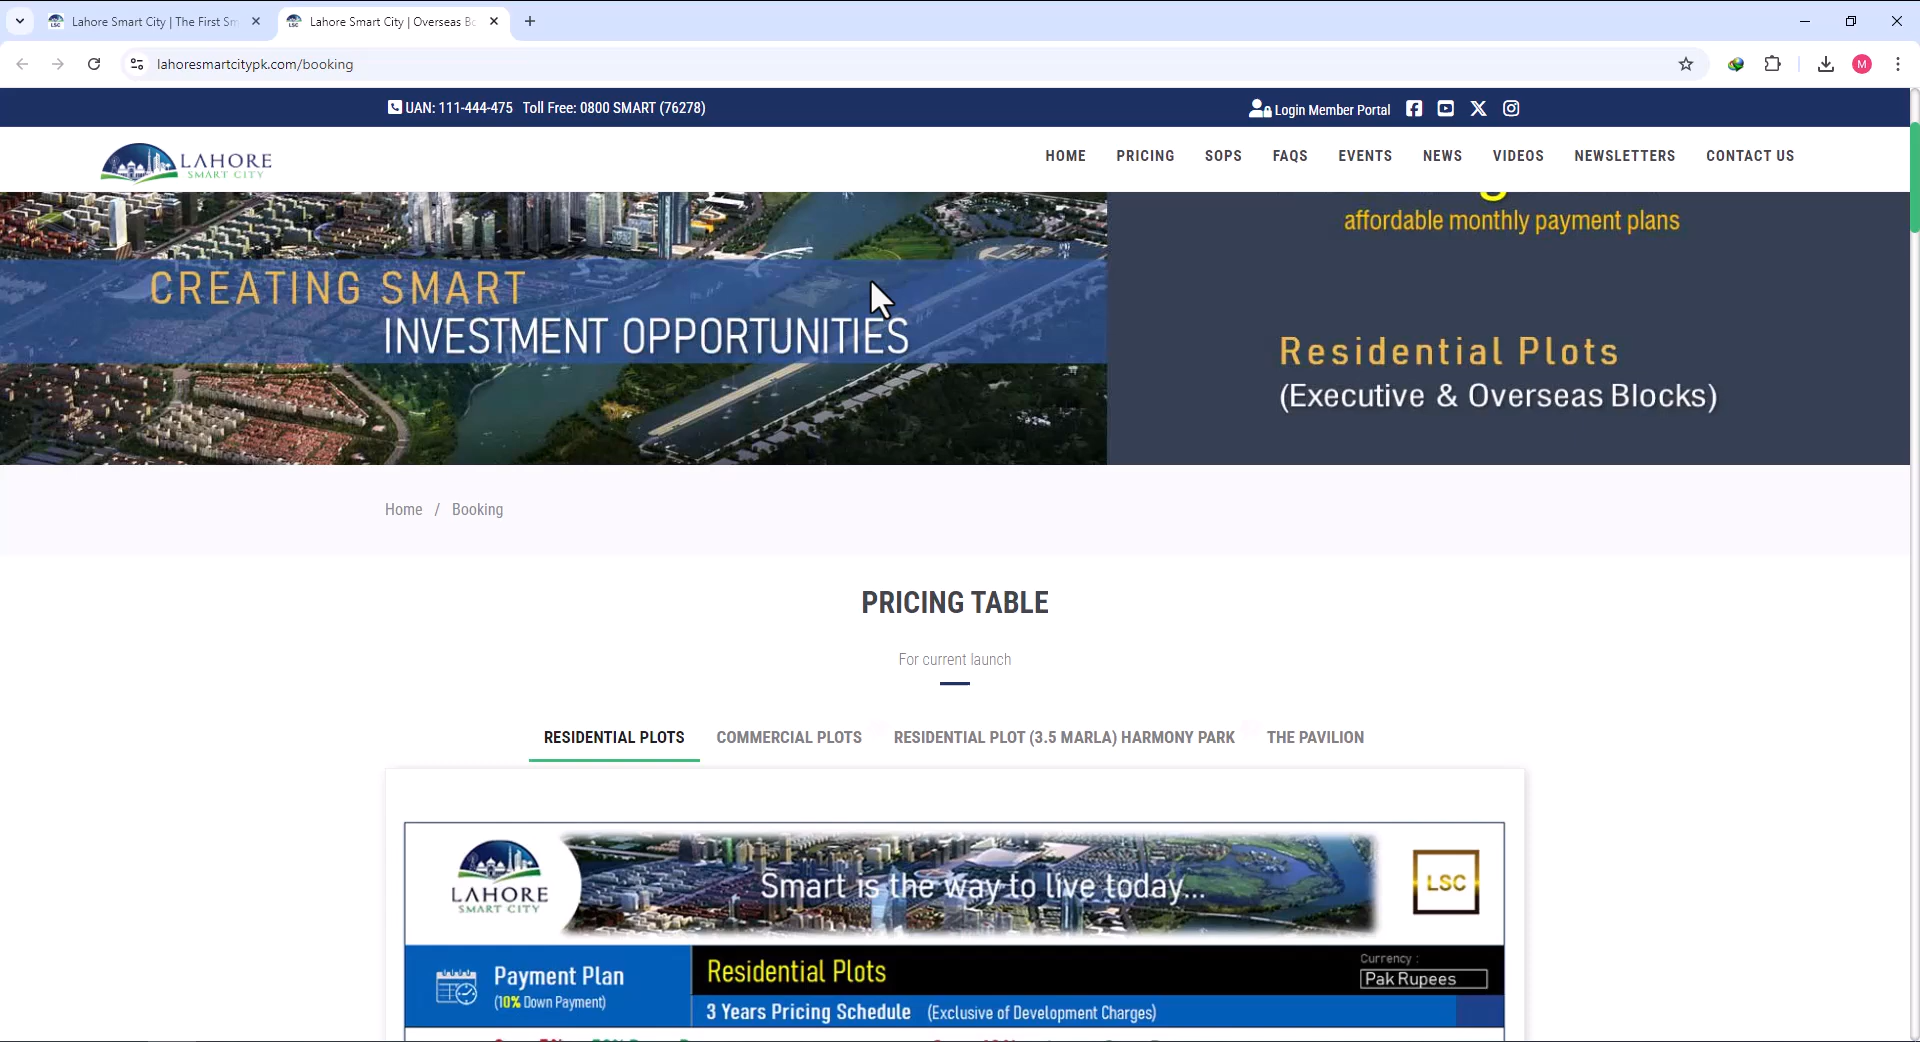 Lahore Smart City | The First Sm
Lahore Smart City | Overseas Bo
lahoresmartcitypk.com/booking
M
UAN: 111-444-475 Toll Free: 0800 SMART (76278)
Login Member Portal
LAHORE
SMART CITY
HOME PRICING SOPS FAQS EVENTS NEWS VIDEOS NEWSLETTERS CONTACT US
affordable monthly payment plans
CREATING SMART
INVESTMENT OPPORTUNITIES
Residential Plots
(Executive & Overseas Blocks)
Home / Booking
PRICING TABLE
For current launch
RESIDENTIAL PLOTS COMMERCIAL PLOTS RESIDENTIAL PLOT (3.5 MARLA) HARMONY PARK THE PAVILION
LAHORE
SMART CITY
Smart is the way to live today...
LSC
Payment Plan
(10% Down Payment)
Residential Plots
Currency :
Pak Rupees
3 Years Pricing Schedule (Exclusive of Development Charges)